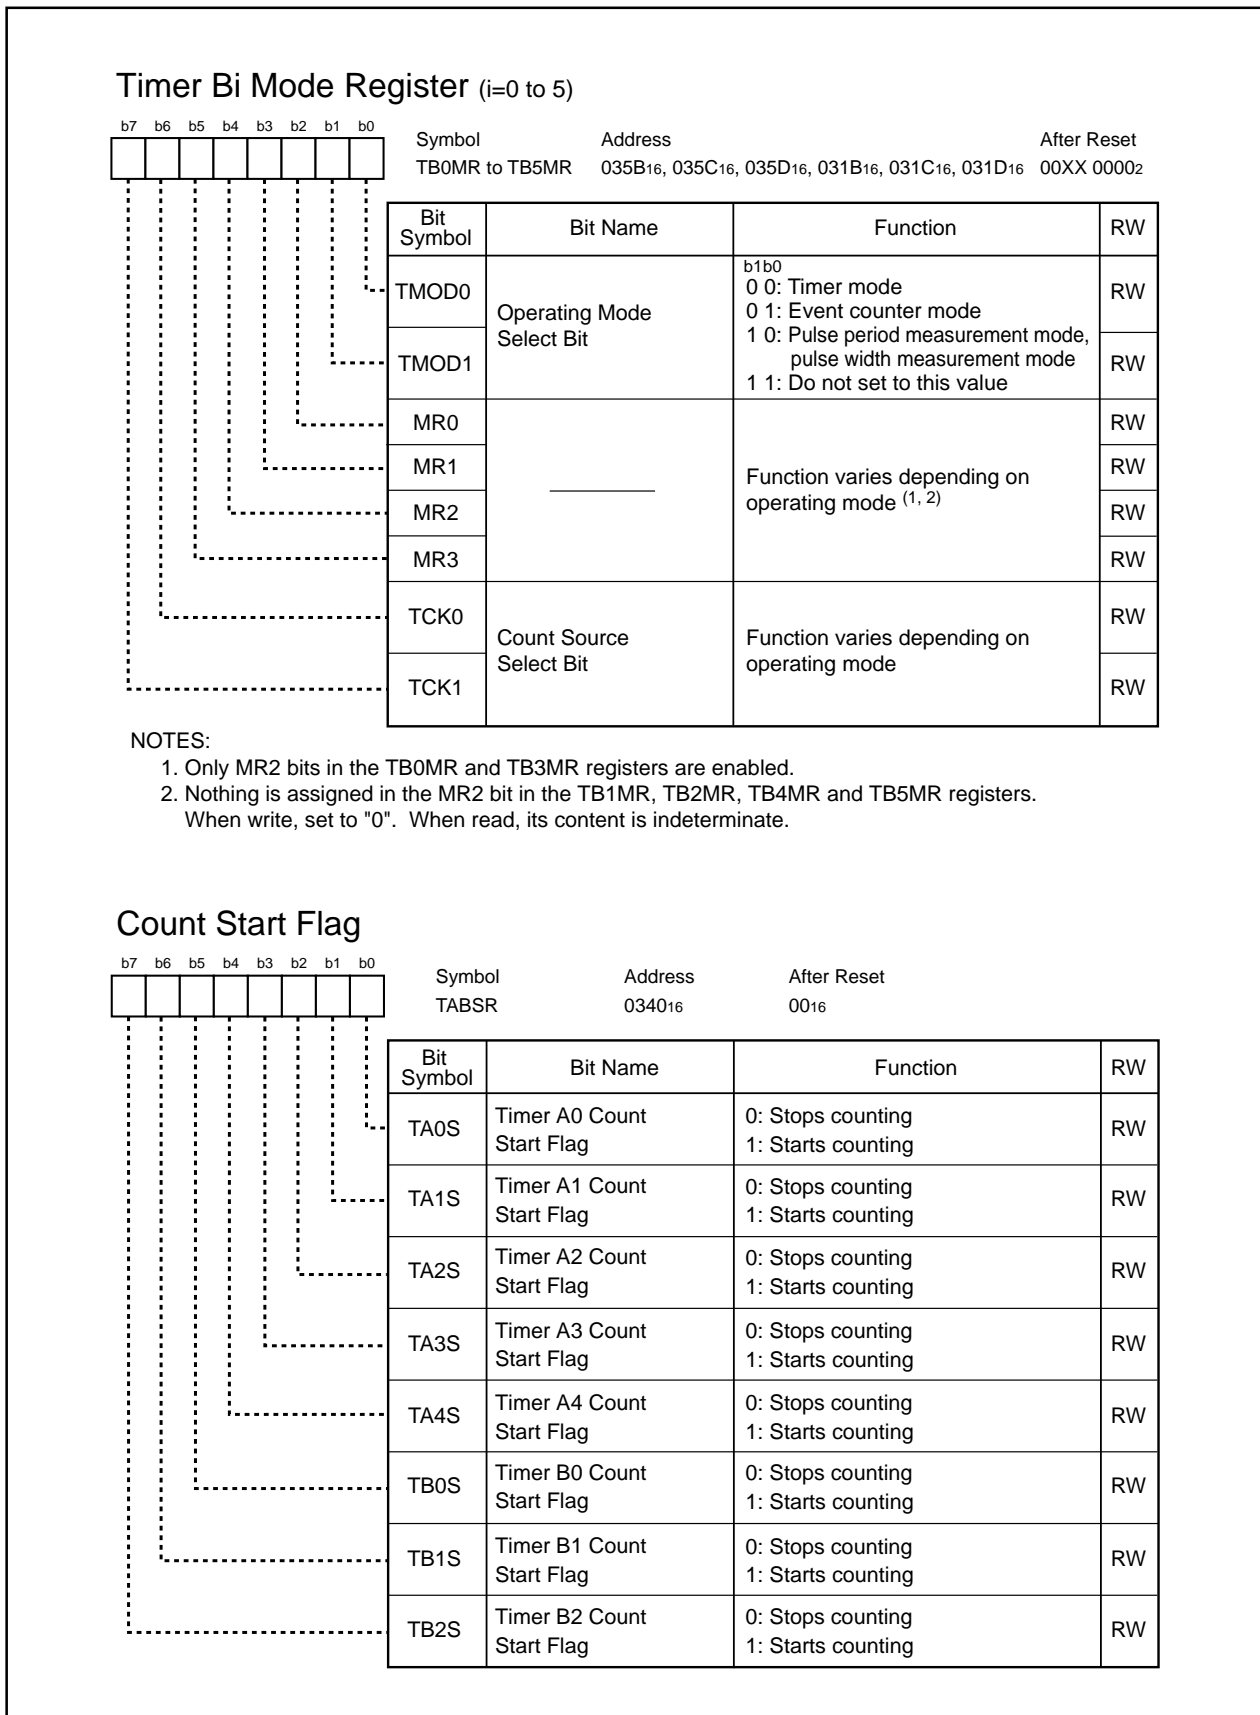 Timer Bi Mode Register (i=0 to 5)
b7 b6 b5 b4 b3 b2 b1 b0
Symbol Address After Reset
TB0MR to TB5MR 035B16, 035C16, 035D16, 031B16, 031C16, 031D16 00XX 00002
Bit Symbol Bit Name Function RW
TMOD0 Operating Mode Select Bit b1b0
0 0: Timer mode RW
0 1: Event counter mode
1 0: Pulse period measurement mode,
pulse width measurement mode
TMOD1 RW
1 1: Do not set to this value
MR0 RW
MR1 RW
Function varies depending on
operating mode (1, 2)
MR2 RW
MR3 RW
TCK0 RW
Count Source Function varies depending on
Select Bit operating mode
TCK1 RW
NOTES:
1. Only MR2 bits in the TB0MR and TB3MR registers are enabled.
2. Nothing is assigned in the MR2 bit in the TB1MR, TB2MR, TB4MR and TB5MR registers.
When write, set to "0". When read, its content is indeterminate.
Count Start Flag
b7 b6 b5 b4 b3 b2 b1 b0
Symbol Address After Reset
TABSR 034016 0016
Bit Symbol Bit Name Function RW
TA0S Timer A0 Count 0: Stops counting RW
Start Flag 1: Starts counting
TA1S Timer A1 Count 0: Stops counting RW
Start Flag 1: Starts counting
TA2S Timer A2 Count 0: Stops counting RW
Start Flag 1: Starts counting
TA3S Timer A3 Count 0: Stops counting RW
Start Flag 1: Starts counting
TA4S Timer A4 Count 0: Stops counting RW
Start Flag 1: Starts counting
TB0S Timer B0 Count 0: Stops counting RW
Start Flag 1: Starts counting
TB1S Timer B1 Count 0: Stops counting RW
Start Flag 1: Starts counting
TB2S Timer B2 Count 0: Stops counting RW
Start Flag 1: Starts counting